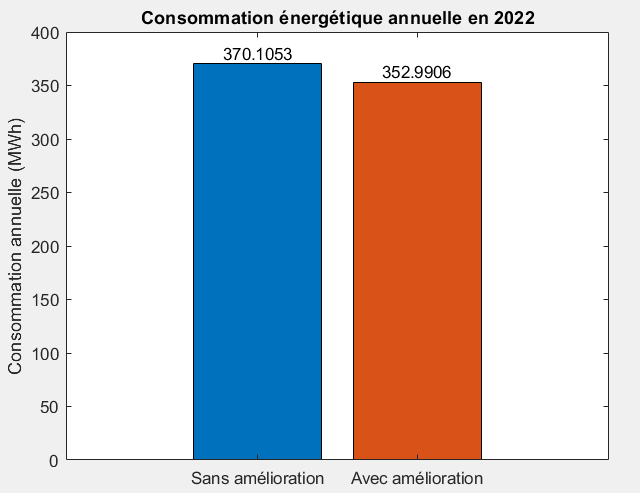 Consommation énergétique annuelle en 2022
Consommation annuelle (MWh)
400
350
300
250
200
150
100
50
0
370.1053
352.9906
Sans amélioration
Avec amélioration